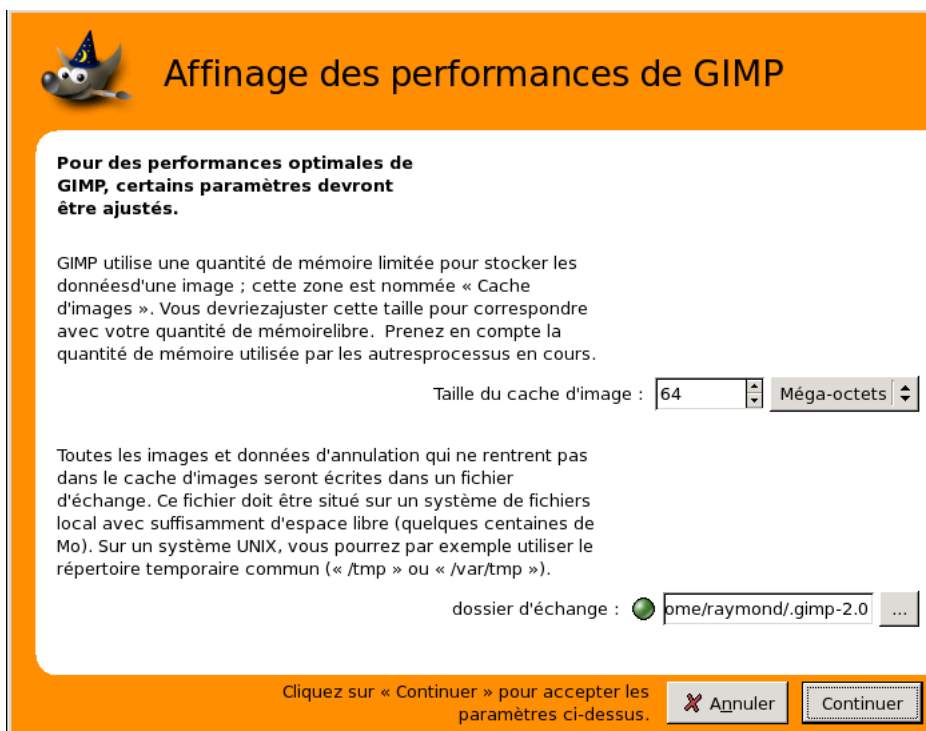 Affinage des performances de GIMP
Pour des performances optimales de
GIMP, certains paramètres devront
être ajustés.
GIMP utilise une quantité de mémoire limitée pour stocker les
donnéesd'une image ; cette zone est nommée « Cache
d'images ». Vous devriezajuster cette taille pour correspondre
avec votre quantité de mémoirelibre.  Prenez en compte la
quantité de mémoire utilisée par les autresprocessus en cours.
Taille du cache d'image : 64 Méga-octets
Toutes les images et données d'annulation qui ne rentrent pas
dans le cache d'images seront écrites dans un fichier
d'échange. Ce fichier doit être situé sur un système de fichiers
local avec suffisamment d'espace libre (quelques centaines de
Mo). Sur un système UNIX, vous pourrez par exemple utiliser le
répertoire temporaire commun (« /tmp » ou « /var/tmp »).
dossier d'échange : ome/raymond/.gimp-2.0 ...
Cliquez sur « Continuer » pour accepter les
paramètres ci-dessus.
Annuler Continuer